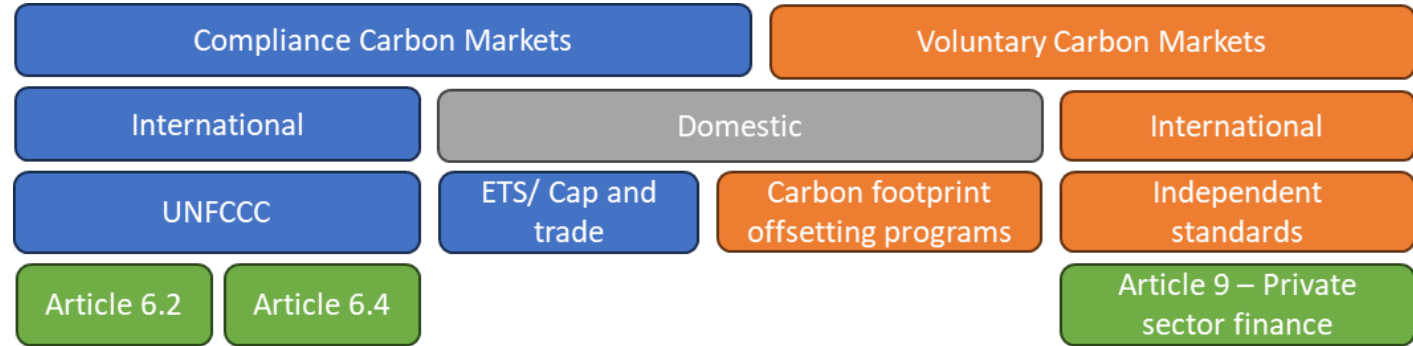 Compliance Carbon Markets
Voluntary Carbon Markets
International
Domestic
International
UNFCCC
ETS/ Cap and
trade
Carbon footprint
offsetting programs
Independent
standards
Article 6.2
Article 6.4
Article 9 – Private
sector finance